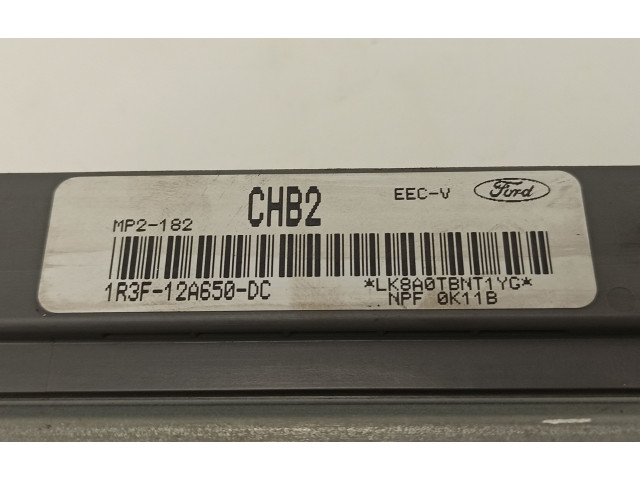 CHB2
EEC-V
Ford
MP2-182
1R3F-12A650-DC
*LK8A0TBNT1YG*
NPF 0K11B